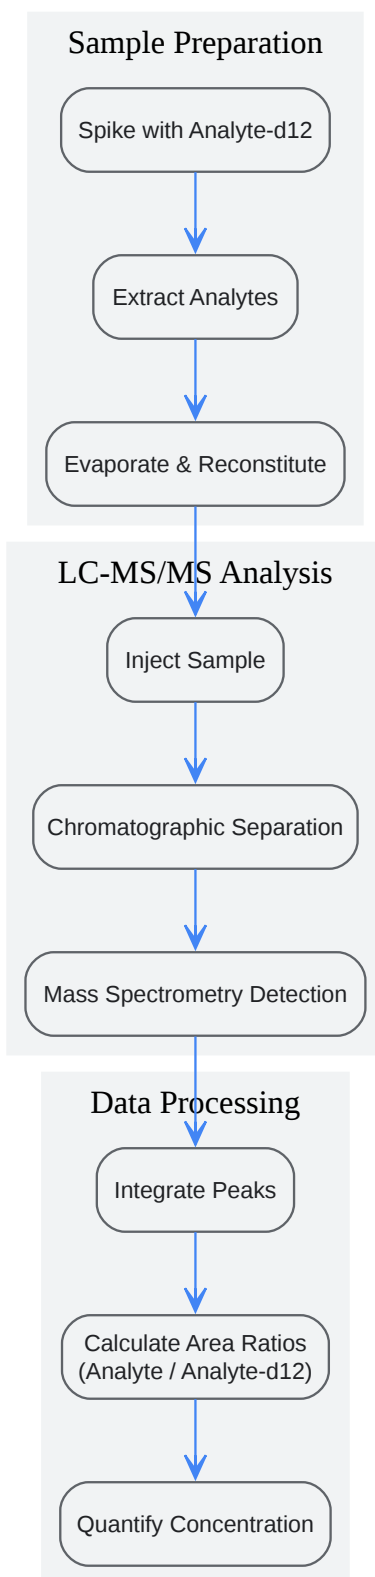 Sample Preparation
Spike with Analyte-d12
Extract Analytes
Evaporate & Reconstitute
LC-MS/MS Analysis
Inject Sample
Chromatographic Separation
Mass Spectrometry Detection
Data Processing
Integrate Peaks
Calculate Area Ratios
(Analyte / Analyte-d12)
Quantify Concentration